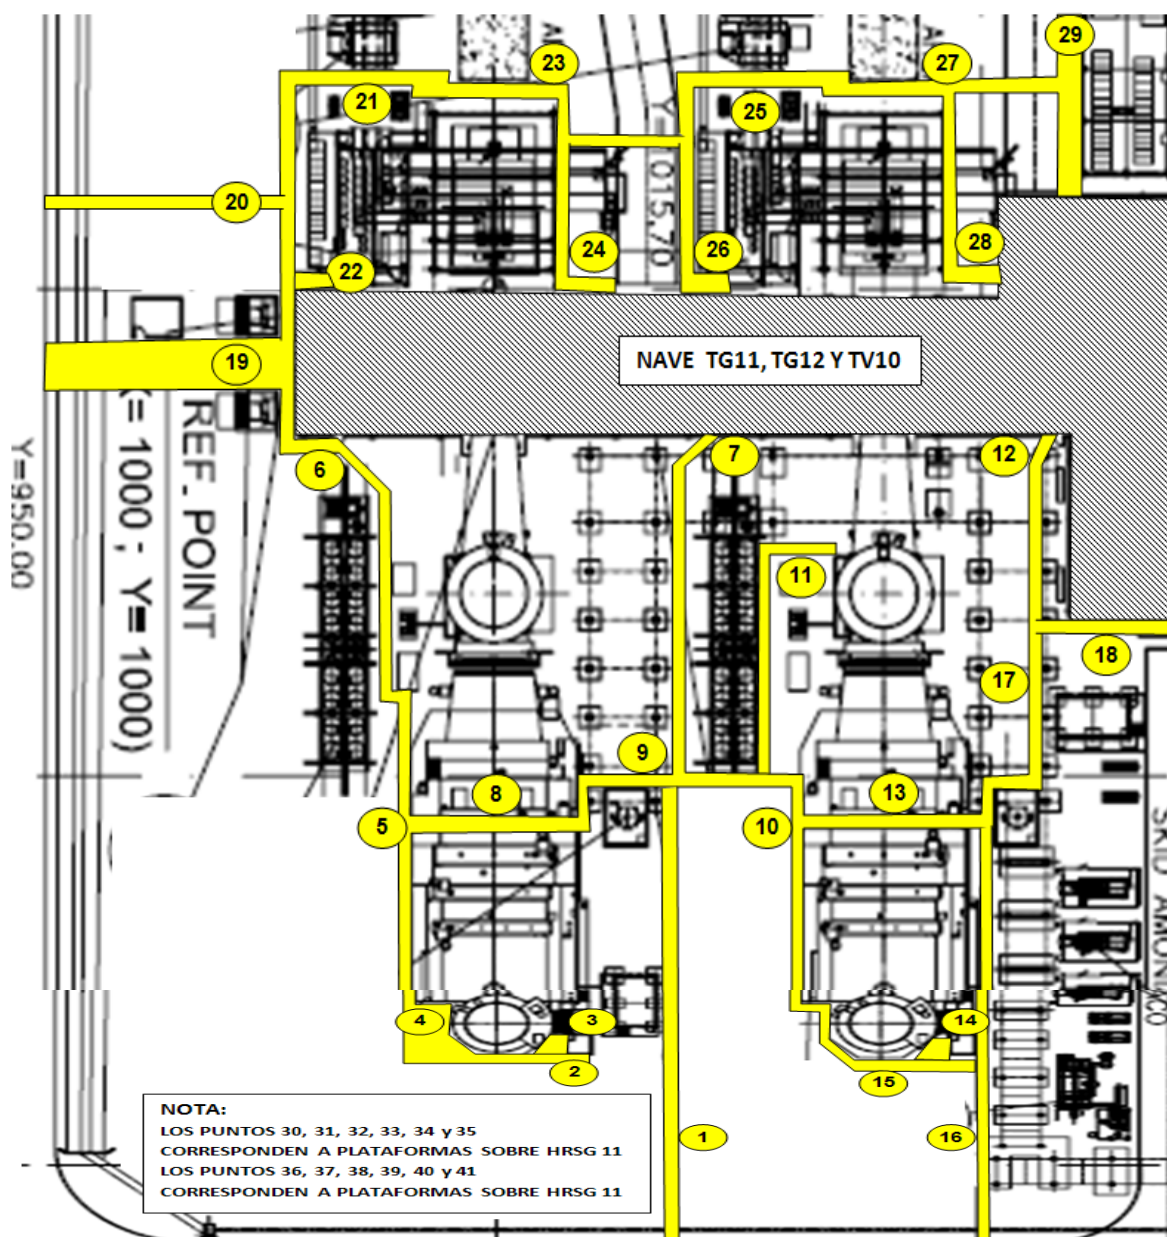 29
23
27
21
25
Y= 1015.70
20
24
26
28
22
NAVE TG11, TG12 Y TV10
19
6
7
12
REF. POINT
X= 1000 ; Y= 1000)
Y=950.00
11
18
17
9
8
13
5
10
SKID AMONIACO
4
3
14
2
15
1
16
NOTA:
LOS PUNTOS 30, 31, 32, 33, 34 y 35
CORRESPONDEN A PLATAFORMAS SOBRE HRSG 11
LOS PUNTOS 36, 37, 38, 39, 40 y 41
CORRESPONDEN A PLATAFORMAS SOBRE HRSG 11